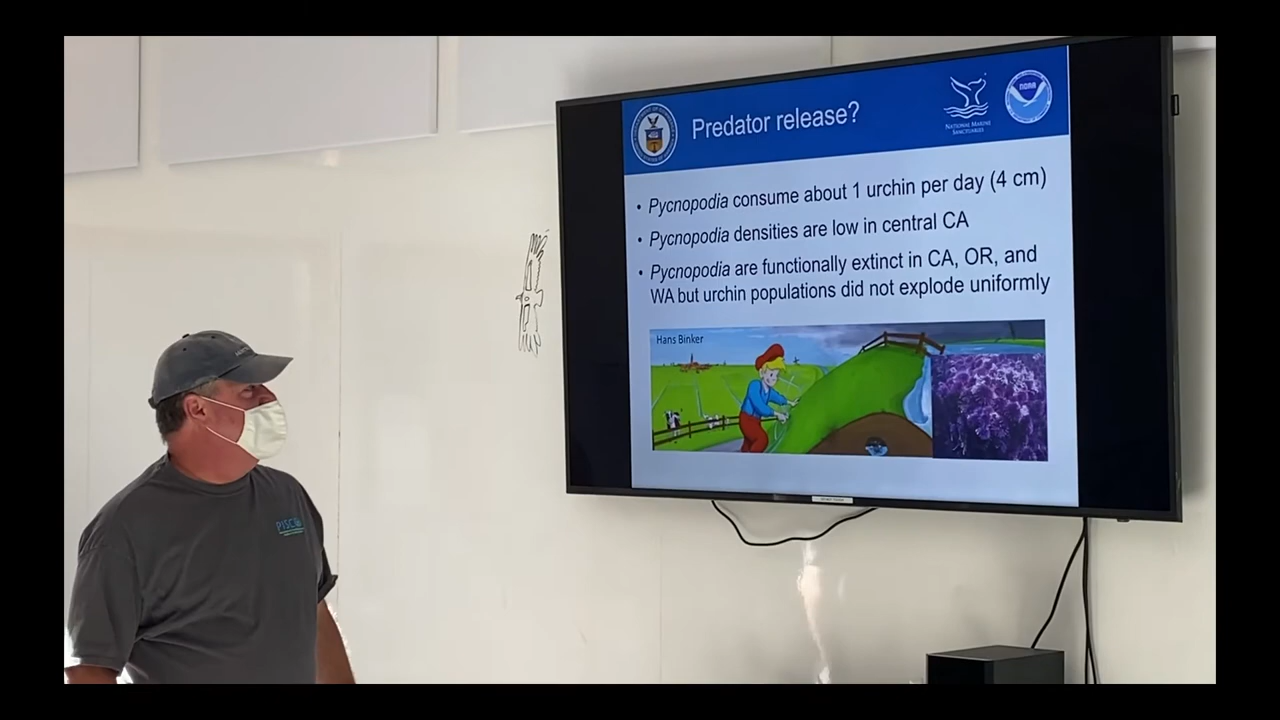 Predator release?
NATIONAL MARINE
SANCTUARIES
NOAA
• Pycnopodia consume about 1 urchin per day (4 cm)
• Pycnopodia densities are low in central CA
• Pycnopodia are functionally extinct in CA, OR, and
WA but urchin populations did not explode uniformly
Hans Binker